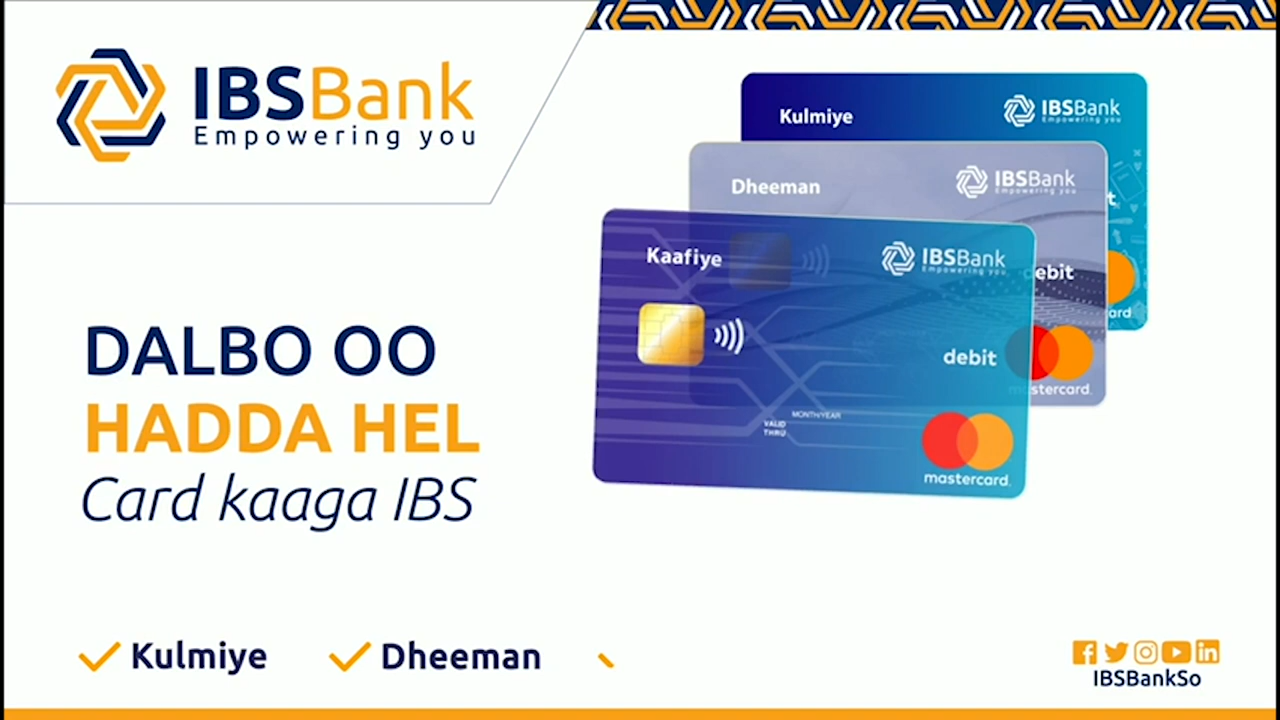 IBSBank
Empowering you
Kulmiye
IBSBank
Empowering you
Dheeman
IBSBank
Empowering you
Kaafiye
IBSBank
Empowering you
debit
debit
mastercard.
MONTH/YEAR
VALID
THRU
mastercard.
DALBO OO
HADDA HEL
Card kaaga IBS
Kulmiye
Dheeman
IBSBankSo